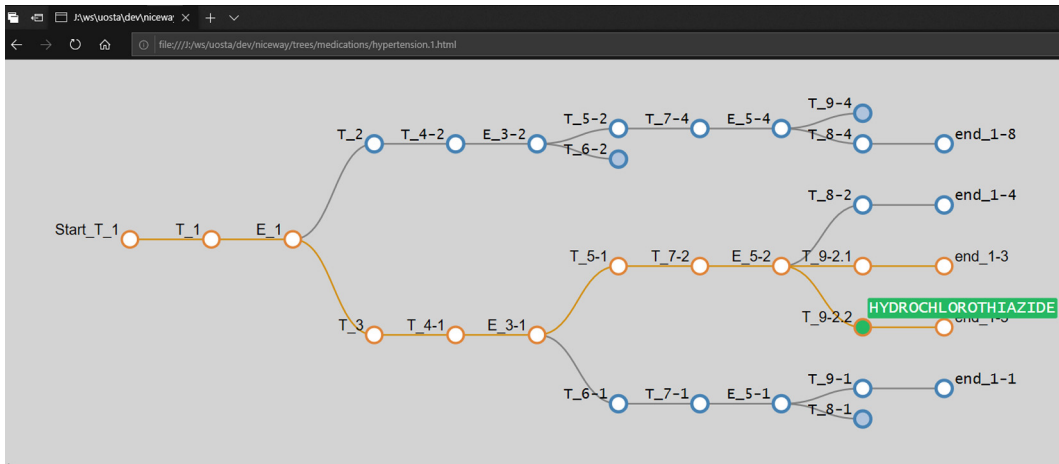 J:\ws\uosta\dev\niceway
file:///J:/ws/uosta/dev/niceway/trees/medications/hypertension.1.html
T_9-4
T_5-2 T_7-4 E_5-4
T_2 T_4-2 E_3-2 T_8-4 end_1-8
T_6-2
T_8-2 end_1-4
Start_T_1 T_1 E_1
T_5-1 T_7-2 E_5-2 T_9-2.1 end_1-3
HYDROCHLOROTHIAZIDE
T_3 T_4-1 E_3-1 T_9-2.2
T_9-1 end_1-1
T_6-1 T_7-1 E_5-1
T_8-1